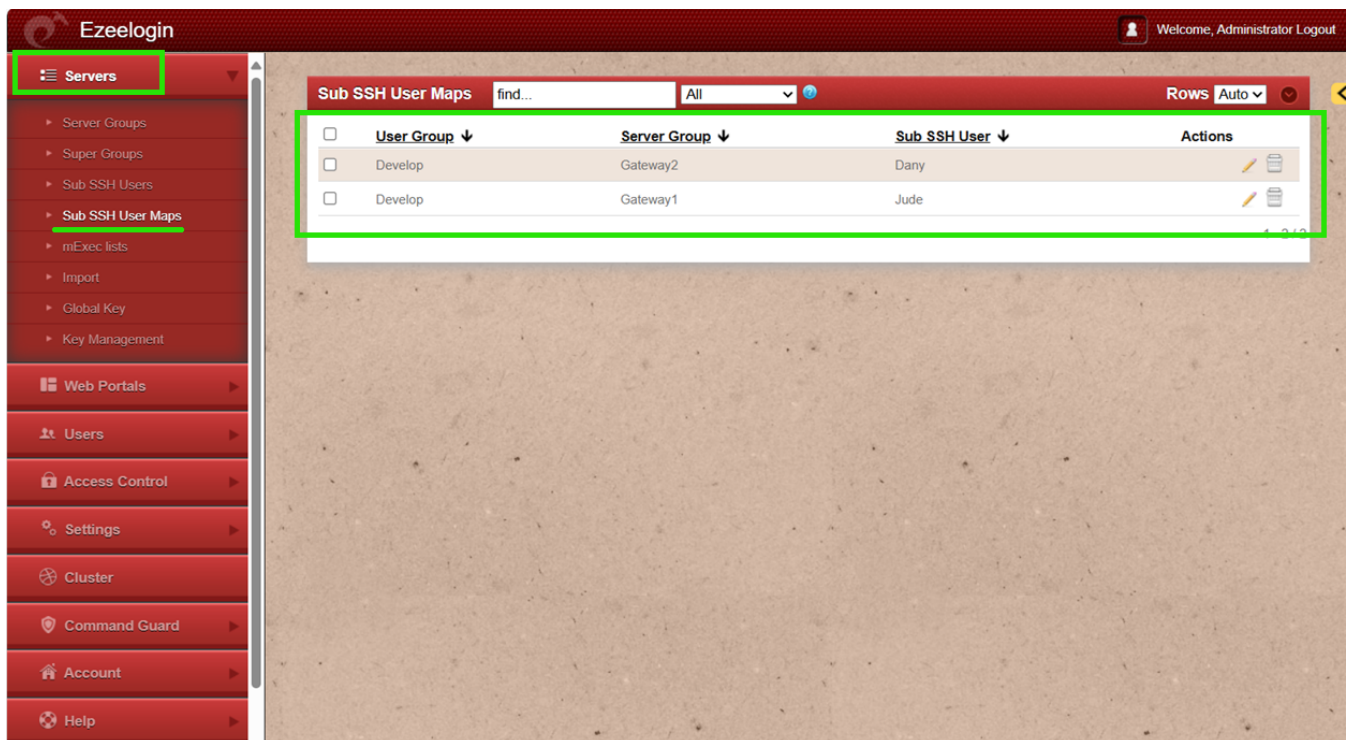 Ezeelogin
Welcome, Administrator Logout
Servers
Server Groups
Super Groups
Sub SSH Users
Sub SSH User Maps
mExec lists
Import
Global Key
Key Management
Web Portals
Users
Access Control
Settings
Cluster
Command Guard
Account
Help
Sub SSH User Maps find... All Rows Auto
User Group Server Group Sub SSH User Actions
Develop Gateway2 Dany
Develop Gateway1 Jude